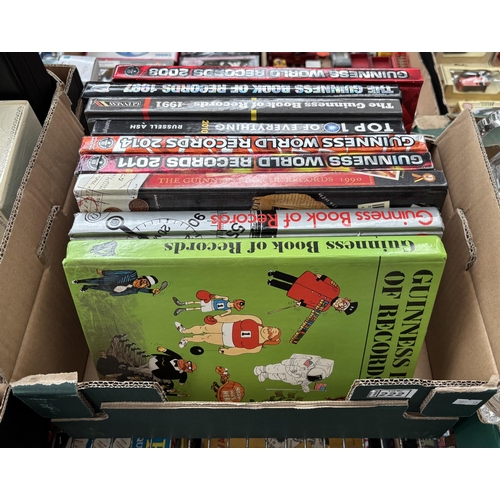 GUINNESS WORLD RECORDS 2008
THE GUINNESS BOOK OF RECORDS 1997
The Guinness Book of Records 1991
RUSSELL ASH TOP 10 OF EVERYTHING
GUINNESS WORLD RECORDS 2014
GUINNESS WORLD RECORDS 2011
THE GUINNESS BOOK OF RECORDS 1990
Guinness Book of Records
Guinness Book of Records
GUINNESS
OF RECORD